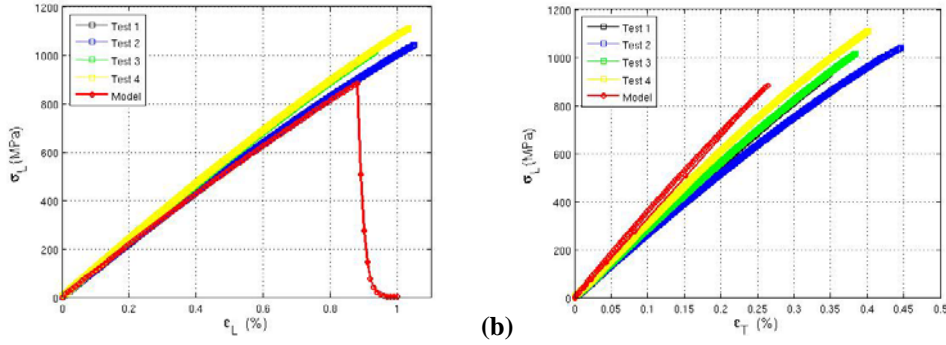 1200
1000
800
600
400
200
0
σL (MPa)
Test 1
Test 2
Test 3
Test 4
Model
0 0.2 0.4 0.6 0.8 1
εL (%)
(b)
1200
1000
800
600
400
200
0
σL (MPa)
Test 1
Test 2
Test 3
Test 4
Model
0 0.05 0.1 0.15 0.2 0.25 0.3 0.35 0.4 0.45 0.5
εT (%)